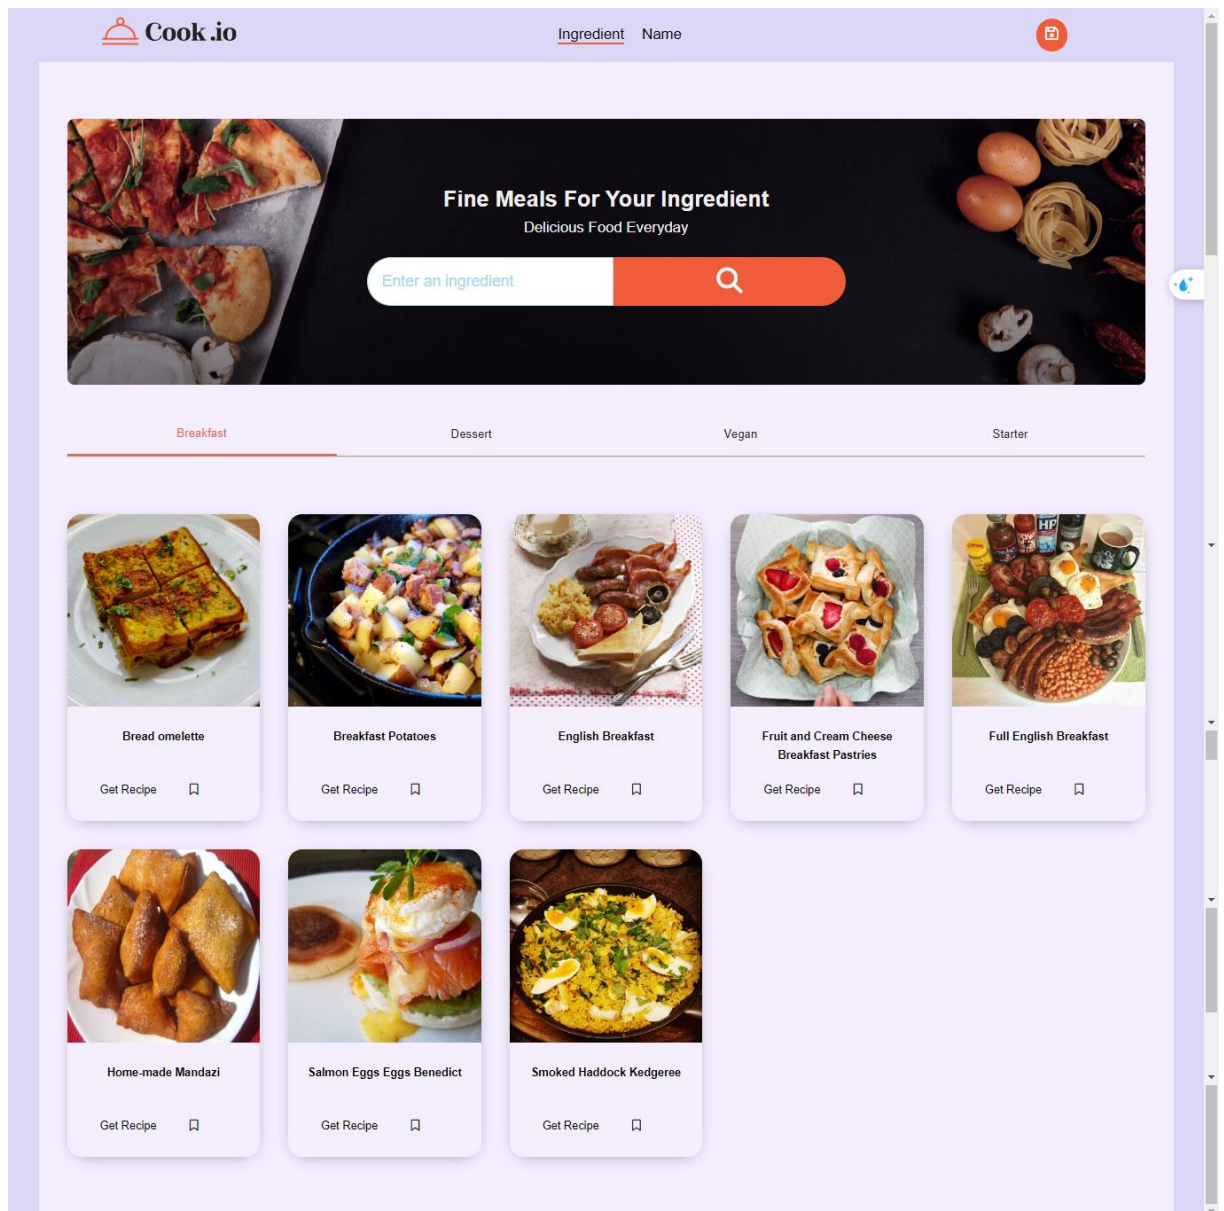 Cook.io
Ingredient Name
Fine Meals For Your Ingredient
Delicious Food Everyday
Enter an ingredient
Breakfast Dessert Vegan Starter
HP
Bread omelette
Breakfast Potatoes
English Breakfast
Fruit and Cream Cheese
Breakfast Pastries
Full English Breakfast
Get Recipe
Get Recipe
Get Recipe
Get Recipe
Get Recipe
Home-made Mandazi
Salmon Eggs Eggs Benedict
Smoked Haddock Kedgeree
Get Recipe
Get Recipe
Get Recipe